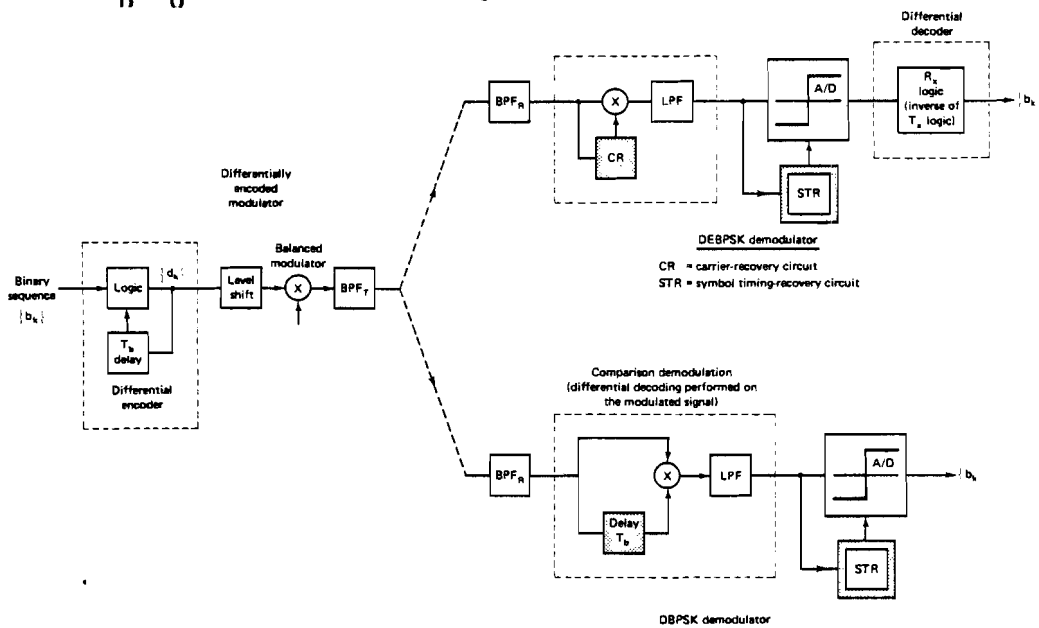 Differential
decoder
R_x
logic
(inverse of
T_x logic)
{b_k
A/D
BPF_R
X
LPF
CR
STR
DEBPSK demodulator
CR = carrier-recovery circuit
STR = symbol timing-recovery circuit
Differentially
encoded
modulator
Balanced
modulator
Binary
sequence
{b_k}
Logic
{d_k}
Level
shift
X
BPF_T
T_b
delay
Differential
encoder
Comparison demodulation
(differential decoding performed on
the modulated signal)
BPF_R
X
LPF
Delay
T_b
A/D
{b_k
STR
DBPSK demodulator